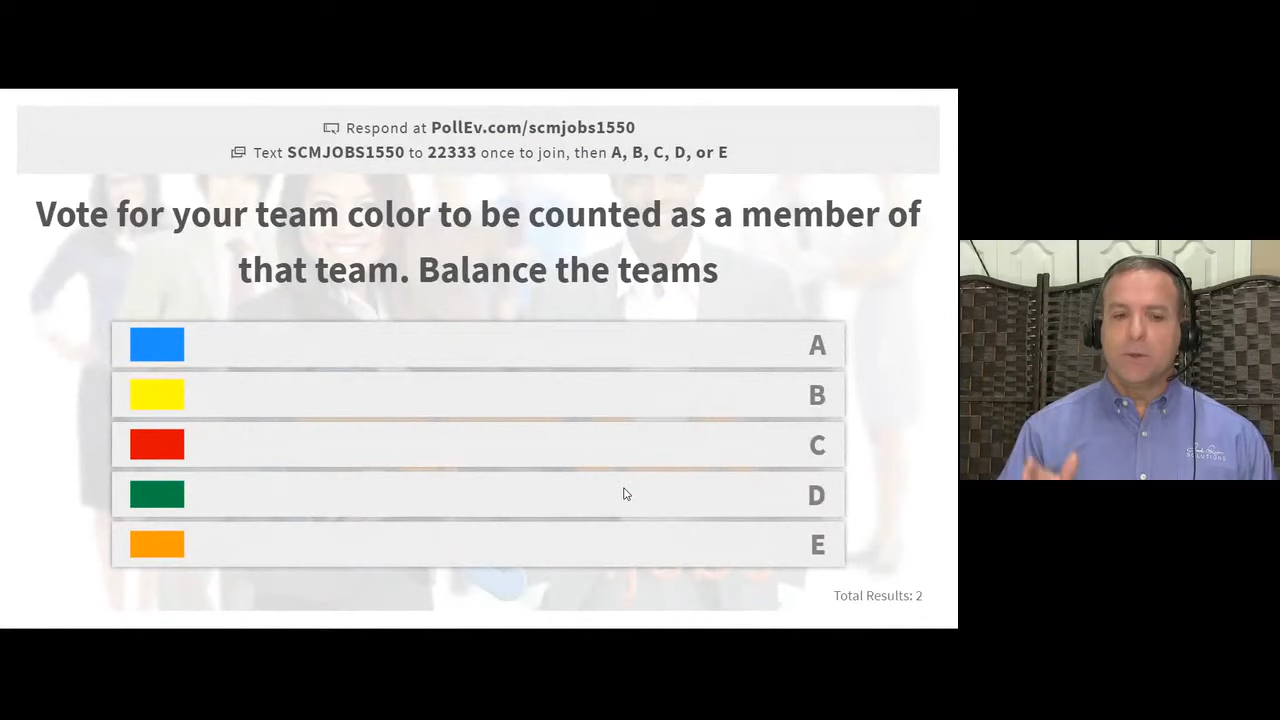 Respond at PollEv.com/scmjobs1550
Text SCMJOBS1550 to 22333 once to join, then A, B, C, D, or E
Vote for your team color to be counted as a member of
that team. Balance the teams
A
B
C
D
E
Total Results: 2
SOLUTIONS